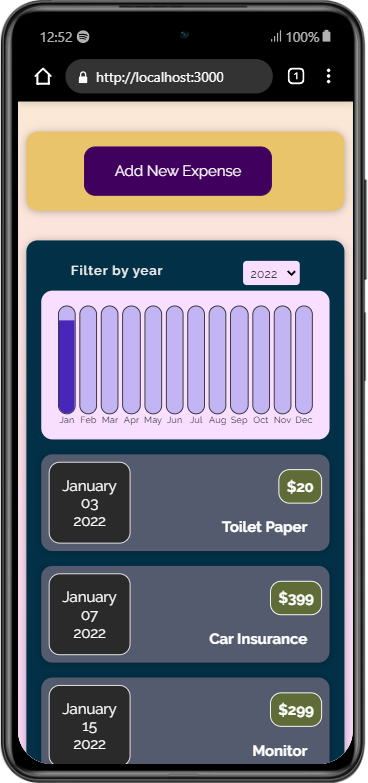 12:52 100%
http://localhost:3000 1
Add New Expense
Filter by year 2022
Jan Feb Mar Apr May Jun Jul Aug Sep Oct Nov Dec
January
03
2022
$20
Toilet Paper
January
07
2022
$399
Car Insurance
January
15
2022
$299
Monitor